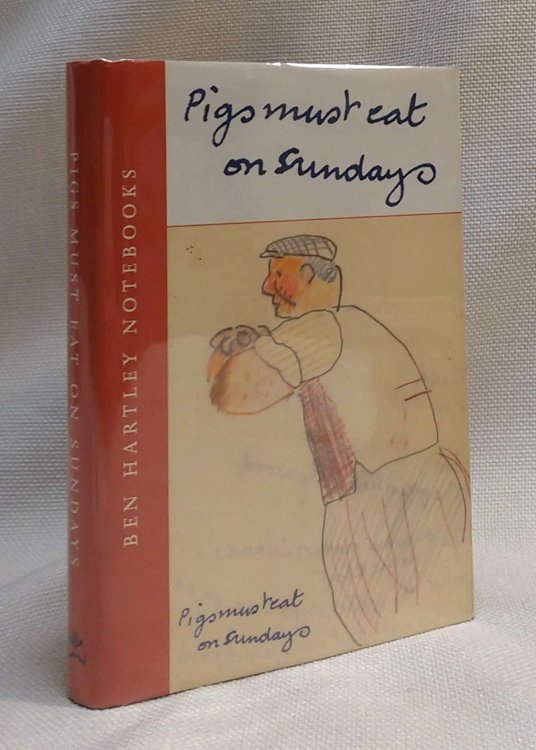 PIGS MUST EAT ON SUNDAYS
BEN HARTLEY NOTEBOOKS
Pigs must eat
on Sundays
Pigs must eat
on Sundays